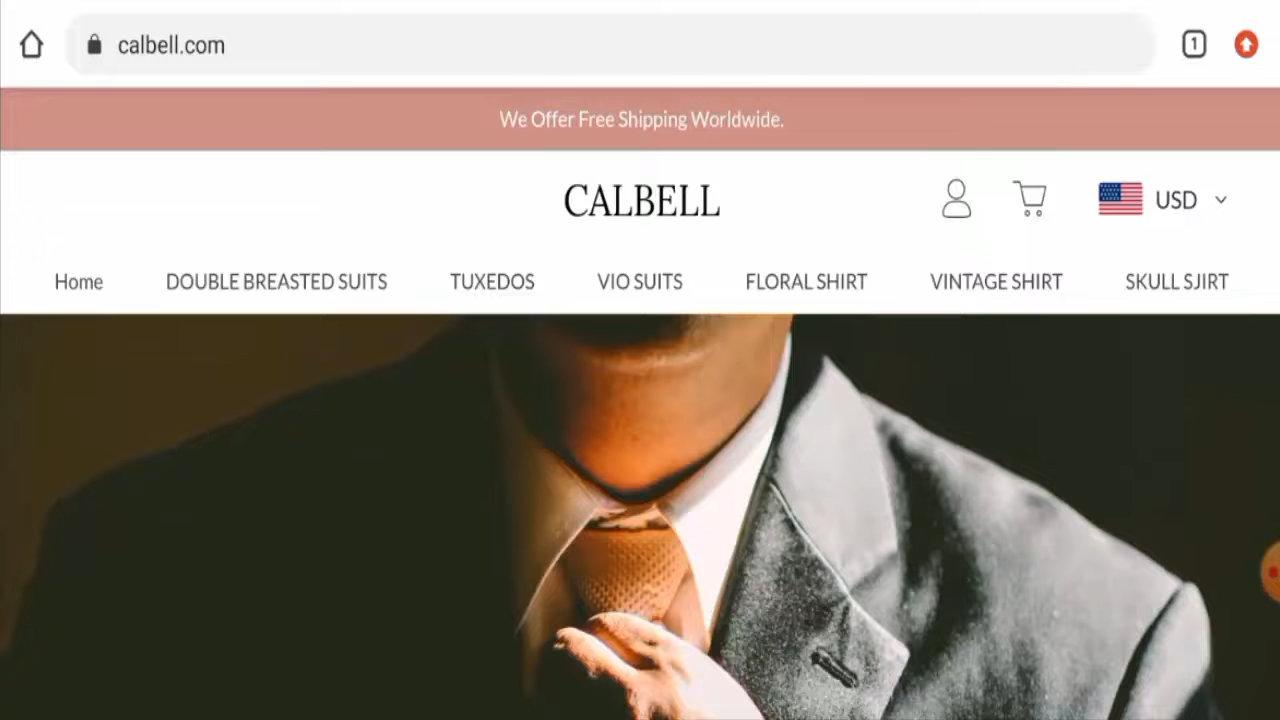 calbell.com
1
We Offer Free Shipping Worldwide.
CALBELL
USD
Home DOUBLE BREASTED SUITS TUXEDOS VIO SUITS FLORAL SHIRT VINTAGE SHIRT SKULL SJIRT